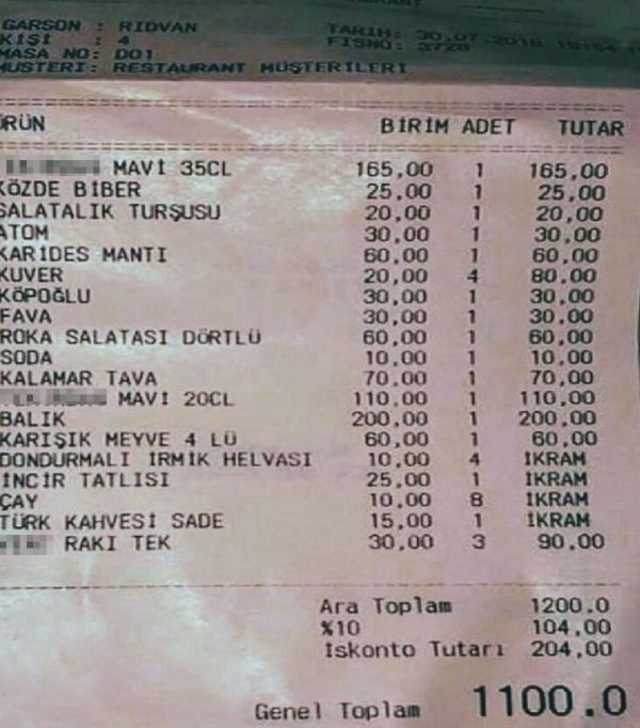 GARSON : RIDVAN
KİŞİ : 4
MASA NO: D01
MUSTERI: RESTAURANT MÜŞTERİLERİ
TARIH: 30.07.2018
FISNO: 3728
ÜRÜN BİRİM ADET TUTAR
MAVİ 35CL 165,00 1 165,00
KÖZDE BİBER 25,00 1 25,00
SALATALIK TURŞUSU 20,00 1 20,00
ATOM 30,00 1 30,00
KARIDES MANTI 60,00 1 60,00
KUVER 20,00 4 80,00
KÖPOĞLU 30,00 1 30,00
FAVA 30,00 1 30,00
ROKA SALATASI DÖRTLÜ 60,00 1 60,00
SODA 10,00 1 10,00
KALAMAR TAVA 70,00 1 70,00
MAVİ 20CL 110,00 1 110,00
BALIK 200,00 1 200,00
KARIŞIK MEYVE 4 LÜ 60,00 1 60,00
DONDURMALI IRMIK HELVASI 10,00 4 İKRAM
İNCİR TATLISI 25,00 1 İKRAM
ÇAY 10,00 8 İKRAM
TÜRK KAHVESİ SADE 15,00 1 İKRAM
RAKI TEK 30,00 3 90,00
Ara Toplam 1200.0
%10 104,00
İskonto Tutarı 204,00
Genel Toplam 1100.0